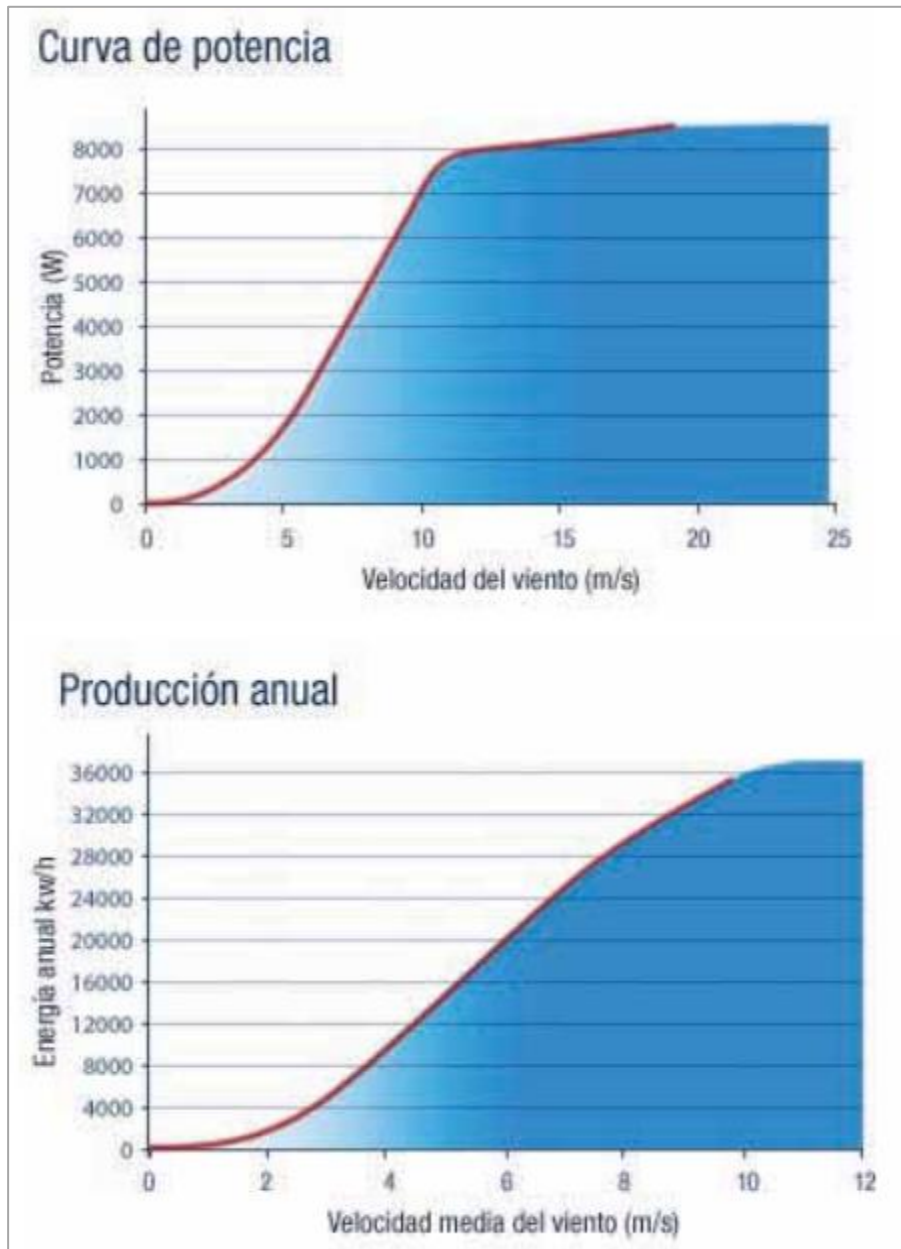 Curva de potencia
8000
7000
6000
5000
4000
3000
2000
1000
0
Potencia (W)
0 5 10 15 20 25
Velocidad del viento (m/s)
Producción anual
36000
32000
28000
24000
20000
16000
12000
8000
4000
0
Energía anual kw/h
0 2 4 6 8 10 12
Velocidad media del viento (m/s)